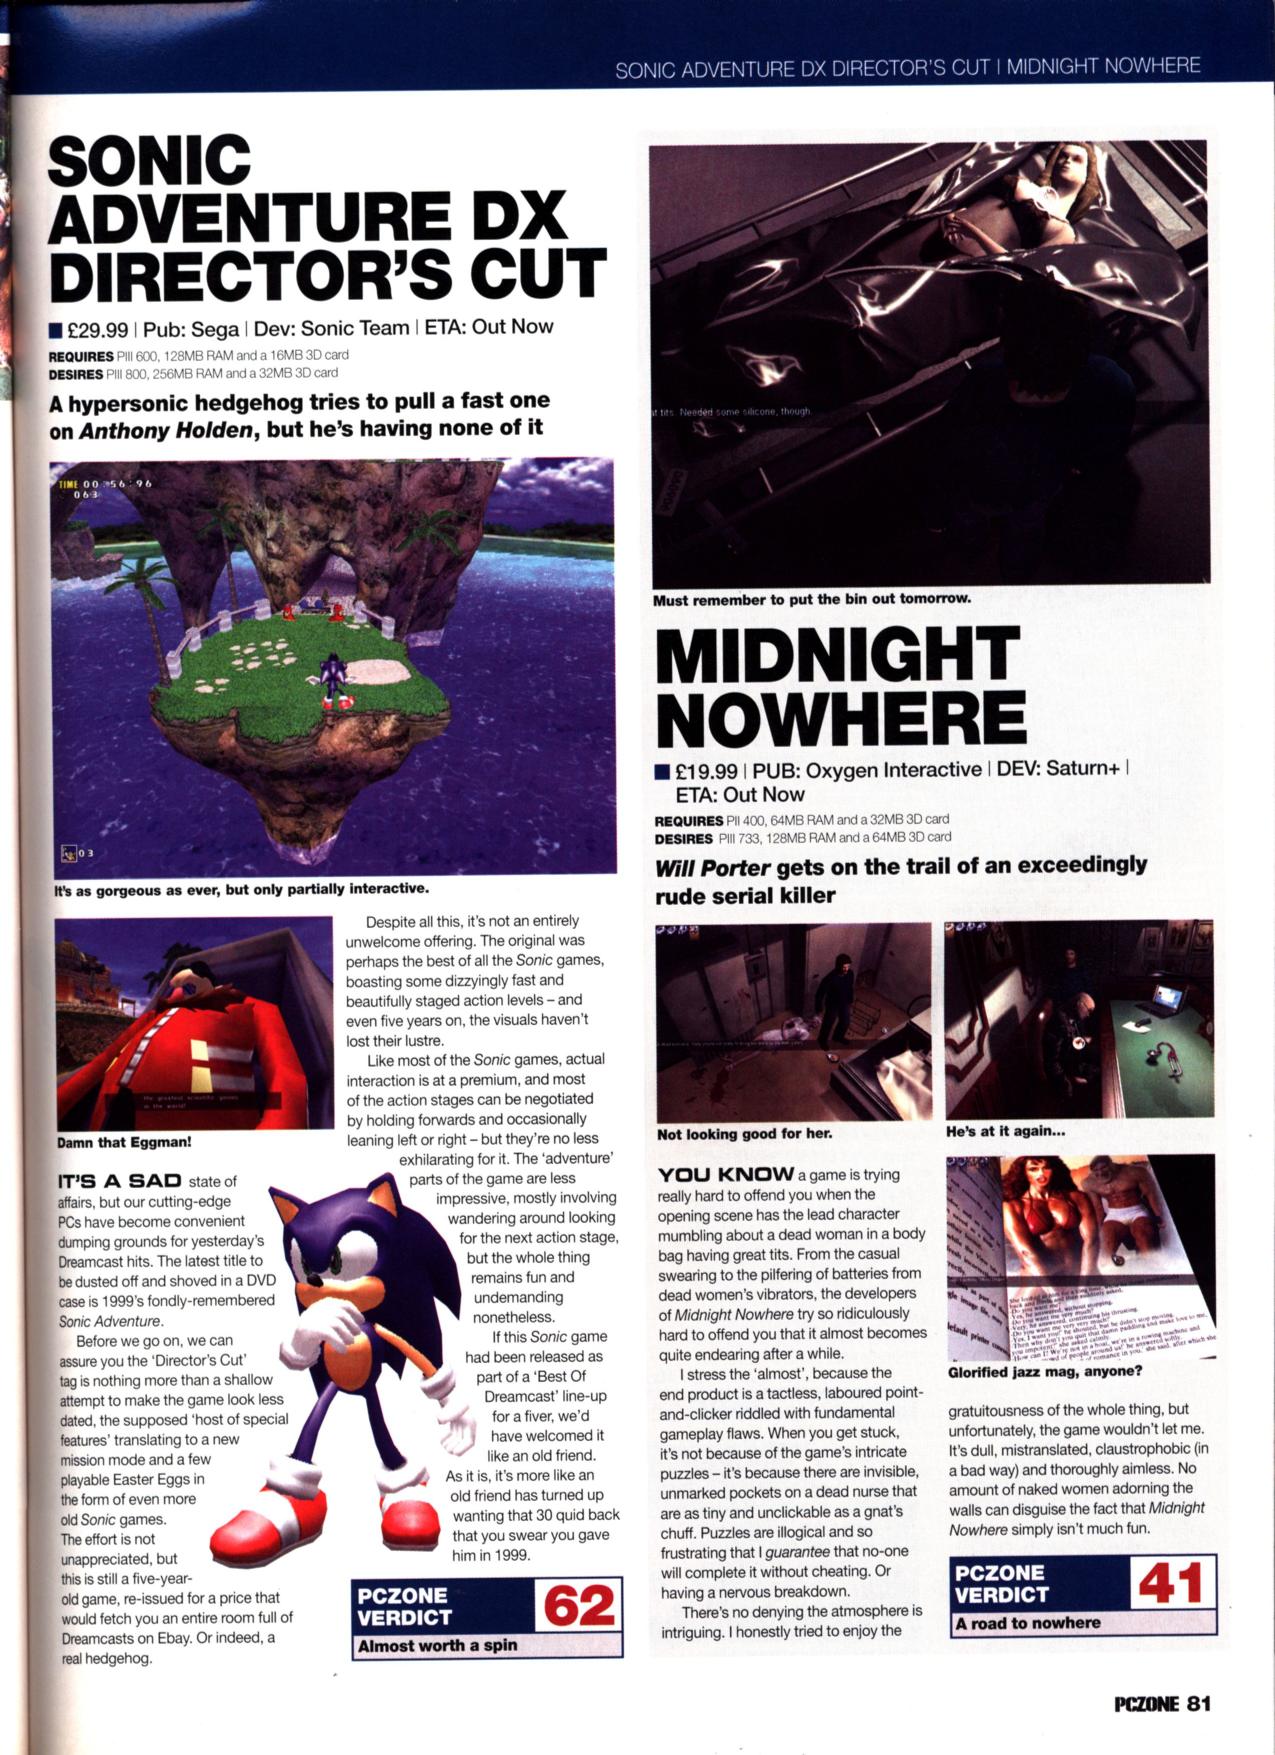 SONIC ADVENTURE DX DIRECTOR'S CUT | MIDNIGHT NOWHERE
SONIC
ADVENTURE DX
DIRECTOR'S CUT
£29.99 | Pub: Sega | Dev: Sonic Team | ETA: Out Now
REQUIRES PIII 600, 128MB RAM and a 16MB 3D card
DESIRES PIII 800, 256MB RAM and a 32MB 3D card
A hypersonic hedgehog tries to pull a fast one
on Anthony Holden, but he's having none of it
TIME 00:56:96
063
03
It's as gorgeous as ever, but only partially interactive.
the greatest scientific genius
in the world!
Damn that Eggman!
IT'S A SAD state of
affairs, but our cutting-edge
PCs have become convenient
dumping grounds for yesterday's
Dreamcast hits. The latest title to
be dusted off and shoved in a DVD
case is 1999's fondly-remembered
Sonic Adventure.
Before we go on, we can
assure you the 'Director's Cut'
tag is nothing more than a shallow
attempt to make the game look less
dated, the supposed 'host of special
features' translating to a new
mission mode and a few
playable Easter Eggs in
the form of even more
old Sonic games.
The effort is not
unappreciated, but
this is still a five-year-
old game, re-issued for a price that
would fetch you an entire room full of
Dreamcasts on Ebay. Or indeed, a
real hedgehog.
Despite all this, it's not an entirely
unwelcome offering. The original was
perhaps the best of all the Sonic games,
boasting some dizzyingly fast and
beautifully staged action levels – and
even five years on, the visuals haven't
lost their lustre.
Like most of the Sonic games, actual
interaction is at a premium, and most
of the action stages can be negotiated
by holding forwards and occasionally
leaning left or right – but they're no less
exhilarating for it. The 'adventure'
parts of the game are less
impressive, mostly involving
wandering around looking
for the next action stage,
but the whole thing
remains fun and
undemanding
nonetheless.
If this Sonic game
had been released as
part of a 'Best Of
Dreamcast' line-up
for a fiver, we'd
have welcomed it
like an old friend.
As it is, it's more like an
old friend has turned up
wanting that 30 quid back
that you swear you gave
him in 1999.
PCZONE
VERDICT
62
Almost worth a spin
t tits. Needed some silicone, though.
Must remember to put the bin out tomorrow.
MIDNIGHT
NOWHERE
£19.99 | PUB: Oxygen Interactive | DEV: Saturn+ |
ETA: Out Now
REQUIRES PII 400, 64MB RAM and a 32MB 3D card
DESIRES PIII 733, 128MB RAM and a 64MB 3D card
Will Porter gets on the trail of an exceedingly
rude serial killer
Not looking good for her.
He's at it again...
YOU KNOW a game is trying
really hard to offend you when the
opening scene has the lead character
mumbling about a dead woman in a body
bag having great tits. From the casual
swearing to the pilfering of batteries from
dead women's vibrators, the developers
of Midnight Nowhere try so ridiculously
hard to offend you that it almost becomes
quite endearing after a while.
I stress the 'almost', because the
end product is a tactless, laboured point-
and-clicker riddled with fundamental
gameplay flaws. When you get stuck,
it's not because of the game's intricate
puzzles – it's because there are invisible,
unmarked pockets on a dead nurse that
are as tiny and unclickable as a gnat's
chuff. Puzzles are illogical and so
frustrating that I guarantee that no-one
will complete it without cheating. Or
having a nervous breakdown.
There's no denying the atmosphere is
intriguing. I honestly tried to enjoy the
Glorified jazz mag, anyone?
gratuitousness of the whole thing, but
unfortunately, the game wouldn't let me.
It's dull, mistranslated, claustrophobic (in
a bad way) and thoroughly aimless. No
amount of naked women adorning the
walls can disguise the fact that Midnight
Nowhere simply isn't much fun.
PCZONE
VERDICT
41
A road to nowhere
PCZONE 81